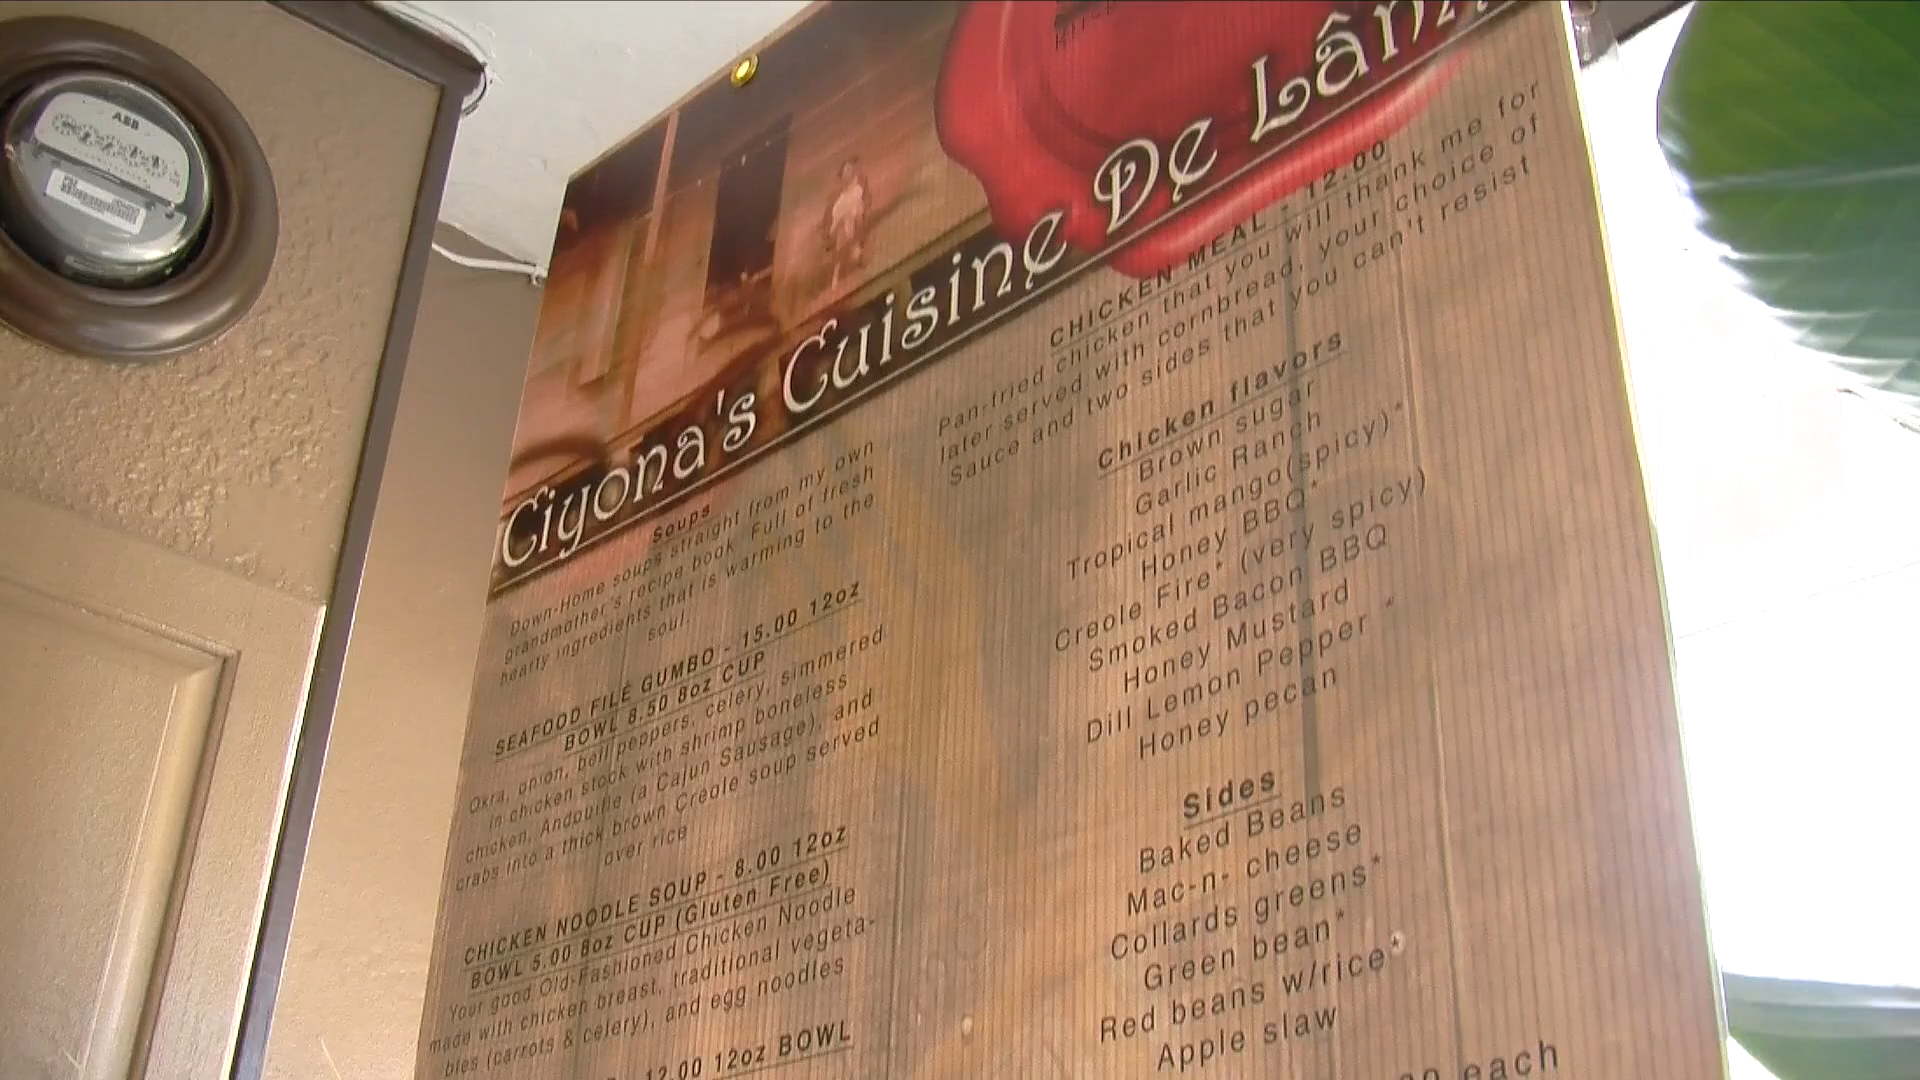 ABB
Ciyona's Cuisine De Lân
Soups
Down-Home soups straight from my own
grandmother's recipe book. Full of fresh
hearty ingredients that is warming to the
soul.
SEAFOOD FILÉ GUMBO - 15.00 12oz
BOWL 8.50 8oz CUP
Okra, onion, bell peppers, celery, simmered
in chicken stock with shrimp boneless
chicken, Andouille (a Cajun Sausage), and
crabs into a thick brown Creole soup served
over rice
CHICKEN NOODLE SOUP - 8.00 12oz
BOWL 5.00 8oz CUP (Gluten Free)
Your good Old-Fashioned Chicken Noodle
made with chicken breast, traditional vegeta-
bles (carrots & celery), and egg noodles
12.00 12oz BOWL
CHICKEN MEAL - 12.00
Pan-fried chicken that you will thank me for
later served with cornbread, your choice of
Sauce and two sides that you can't resist
Chicken flavors
Brown sugar
Garlic Ranch
Tropical mango(spicy)*
Honey BBQ*
Creole Fire* (very spicy)
Smoked Bacon BBQ
Honey Mustard
Dill Lemon Pepper *
Honey pecan
Sides
Baked Beans
Mac-n- cheese
Collards greens*
Green bean*
Red beans w/rice*
Apple slaw
each